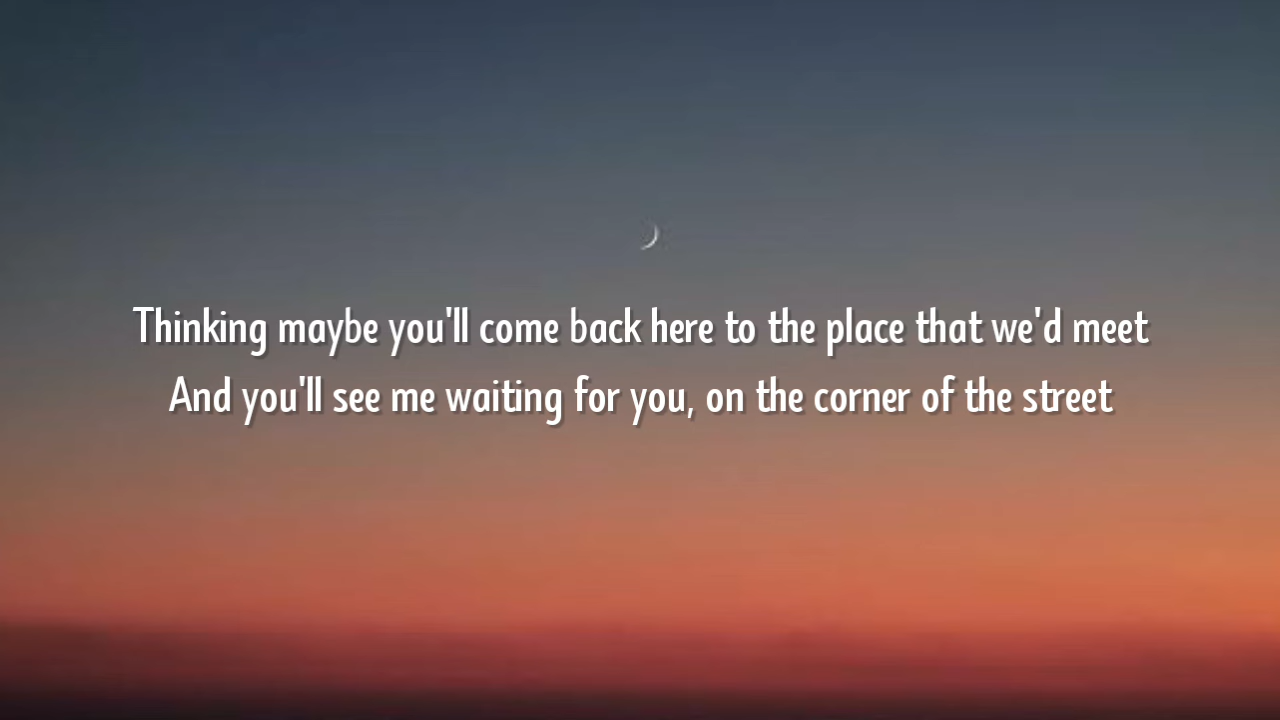 Thinking maybe you'll come back here to the place that we'd meet
And you'll see me waiting for you, on the corner of the street